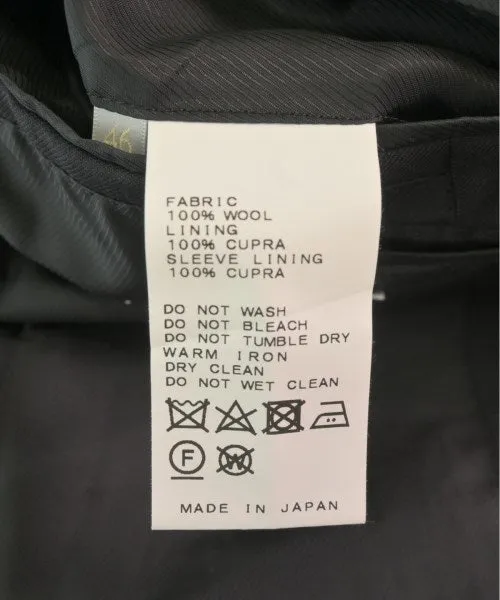 46
FABRIC
100% WOOL
LINING
100% CUPRA
SLEEVE LINING
100% CUPRA
DO NOT WASH
DO NOT BLEACH
DO NOT TUMBLE DRY
WARM IRON
DRY CLEAN
DO NOT WET CLEAN
F W
MADE IN JAPAN